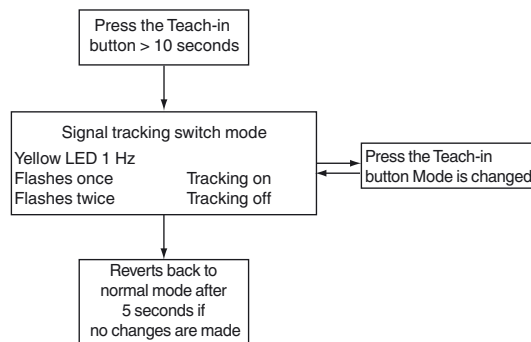 Press the Teach-in
button > 10 seconds
Signal tracking switch mode
Yellow LED 1 Hz
Flashes once Tracking on
Flashes twice Tracking off
Press the Teach-in
button Mode is changed
Reverts back to
normal mode after
5 seconds if
no changes are made